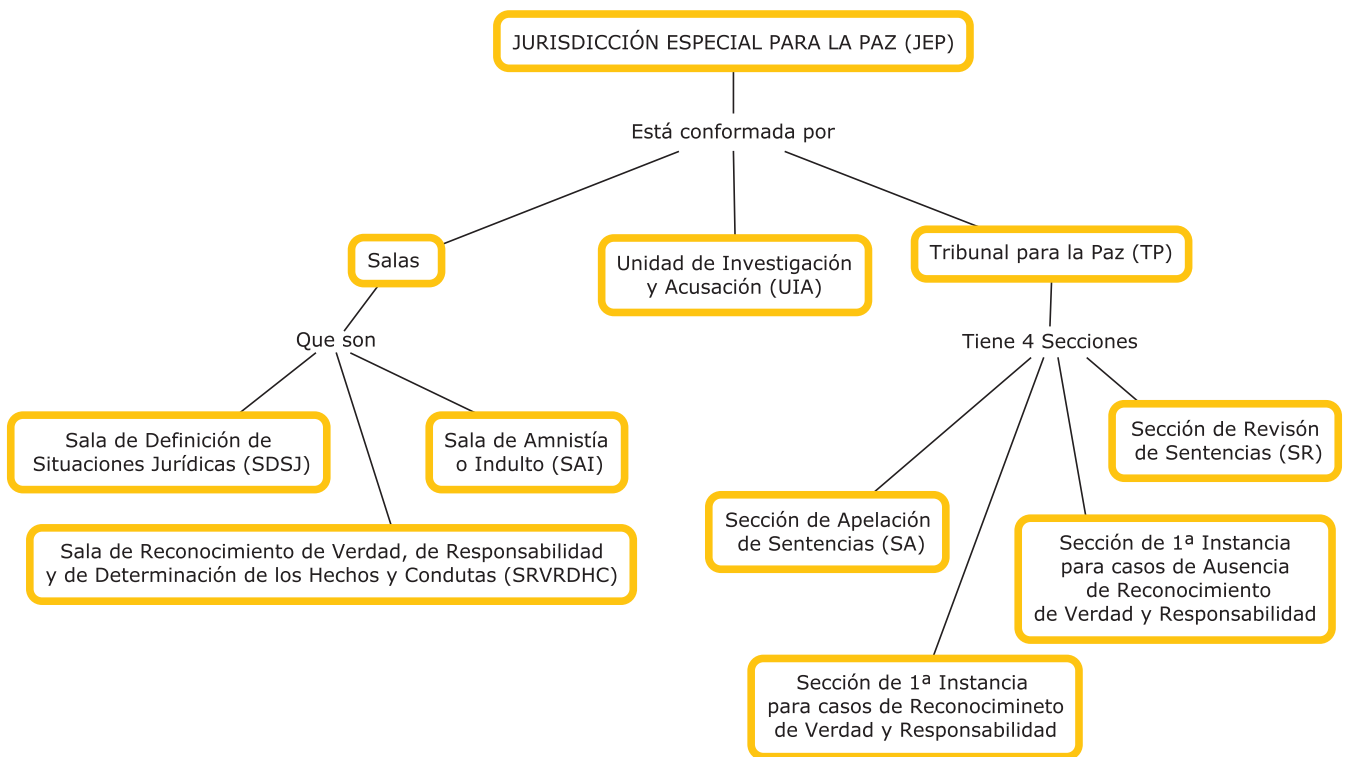 JURISDICCIÓN ESPECIAL PARA LA PAZ (JEP)
Está conformada por
Salas
Unidad de Investigación
y Acusación (UIA)
Tribunal para la Paz (TP)
Que son
Tiene 4 Secciones
Sala de Definición de
Situaciones Jurídicas (SDSJ)
Sala de Amnistía
o Indulto (SAI)
Sala de Reconocimiento de Verdad, de Responsabilidad
y de Determinación de los Hechos y Condutas (SRVRDHC)
Sección de Apelación
de Sentencias (SA)
Sección de 1ª Instancia
para casos de Reconocimineto
de Verdad y Responsabilidad
Sección de 1ª Instancia
para casos de Ausencia
de Reconocimiento
de Verdad y Responsabilidad
Sección de Revisón
de Sentencias (SR)